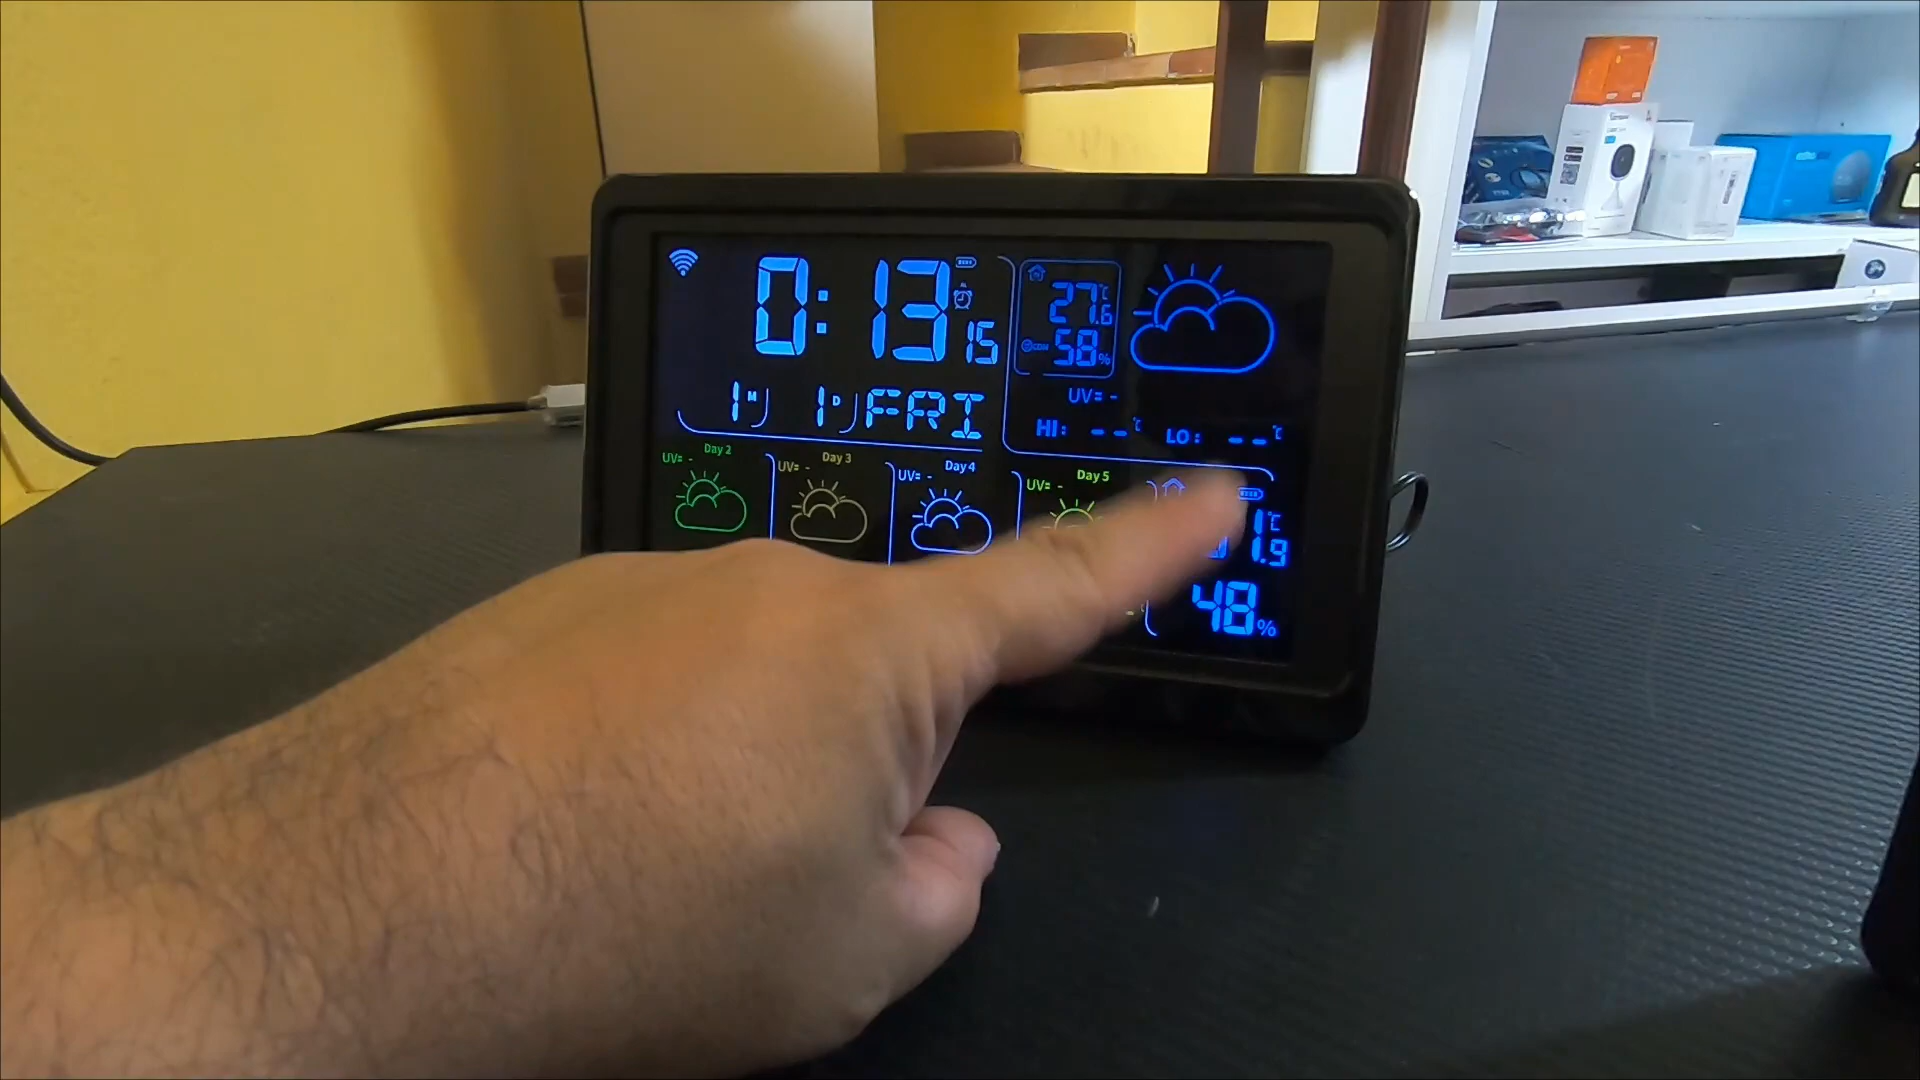 0:13 15
27.6 °C
58%
1 M 1 D FRI
UV= -
HI: -- °C LO: -- °C
Day 2
UV= -
Day 3
UV= -
Day 4
UV= -
Day 5
UV= -
1.9 °C
48%